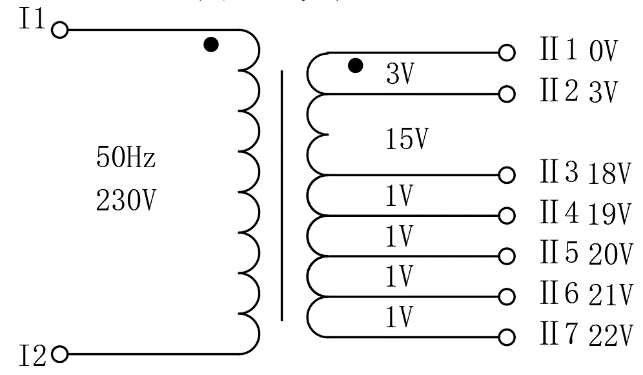 I1
II1 0V
3V
II2 3V
15V
50Hz
230V
II3 18V
1V
II4 19V
1V
II5 20V
1V
II6 21V
1V
II7 22V
I2